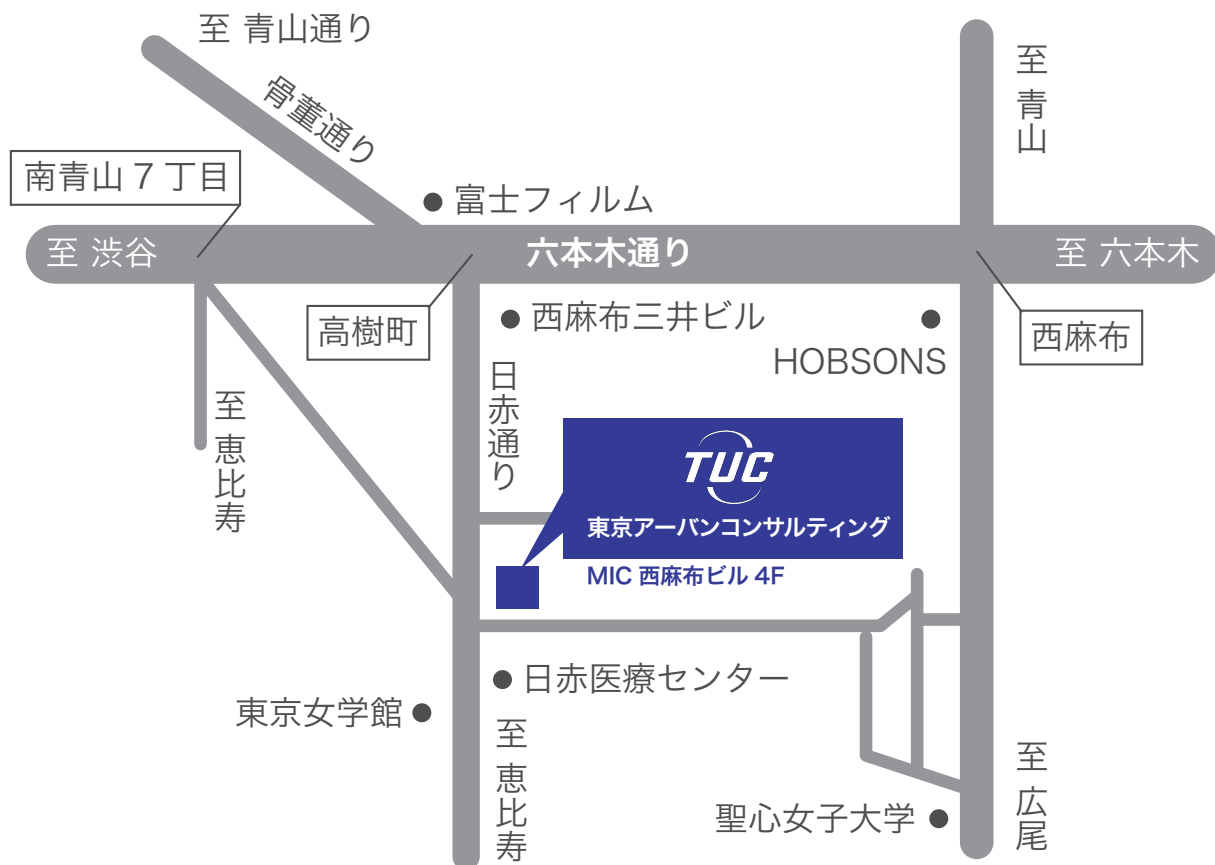 至 青山通り
骨董通り
至 青山
南青山 7 丁目
富士フィルム
至 渋谷
六本木通り
至 六本木
高樹町
西麻布三井ビル
HOBSONS
西麻布
日赤通り
至 恵比寿
TUC
東京アーバンコンサルティング
MIC 西麻布ビル 4F
日赤医療センター
東京女学館
至 恵比寿
至 広尾
聖心女子大学